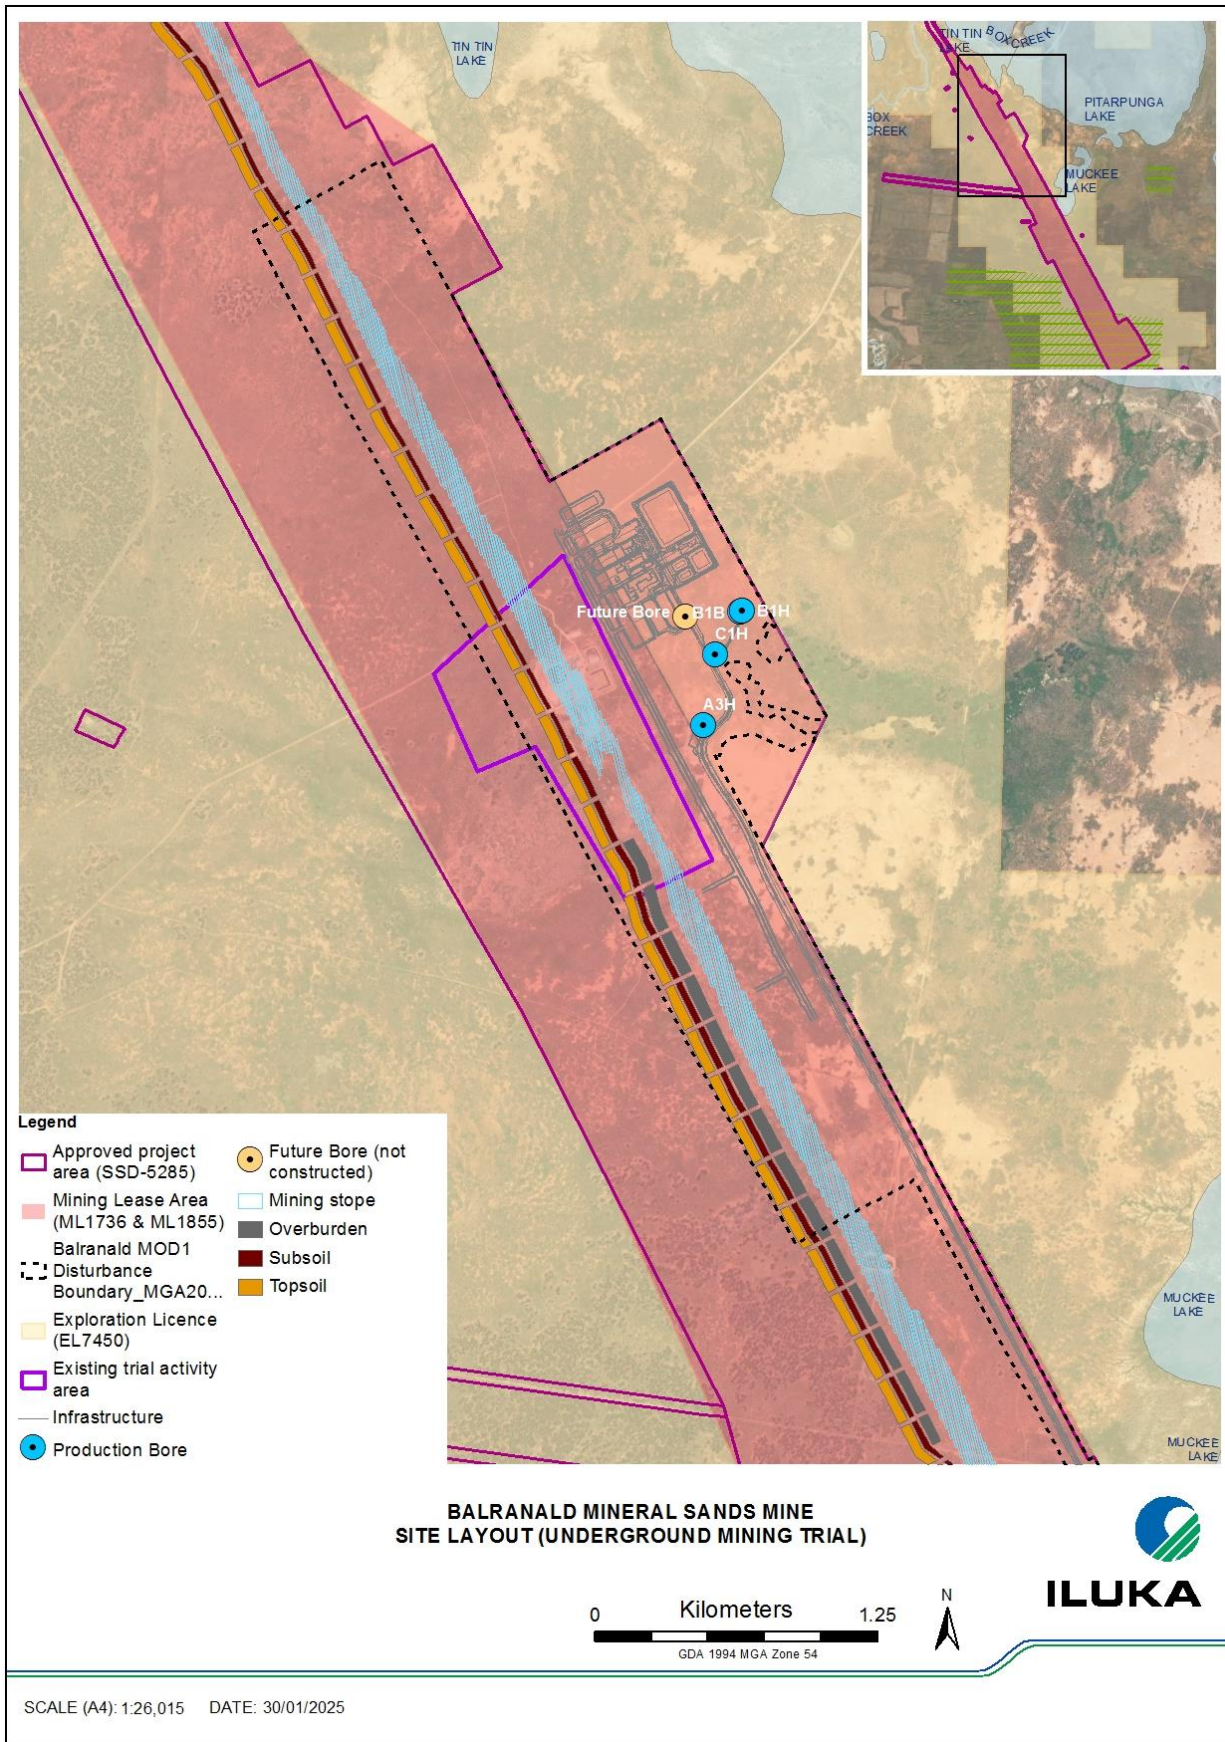 TIN TIN
LAKE
TIN TIN
LAKE
BOX CREEK
BOX
CREEK
PITARPUNGA
LAKE
MUCKEE
LAKE
Future Bore
B1B
B1H
C1H
A3H
MUCKEE
LAKE
MUCKEE
LAKE
Legend
Approved project
area (SSD-5285)
Mining Lease Area
(ML1736 & ML1855)
Balranald MOD1
Disturbance
Boundary_MGA20...
Exploration Licence
(EL7450)
Existing trial activity
area
Infrastructure
Production Bore
Future Bore (not
constructed)
Mining stope
Overburden
Subsoil
Topsoil
BALRANALD MINERAL SANDS MINE
SITE LAYOUT (UNDERGROUND MINING TRIAL)
0 Kilometers 1.25
GDA 1994 MGA Zone 54
N
ILUKA
SCALE (A4): 1:26,015 DATE: 30/01/2025